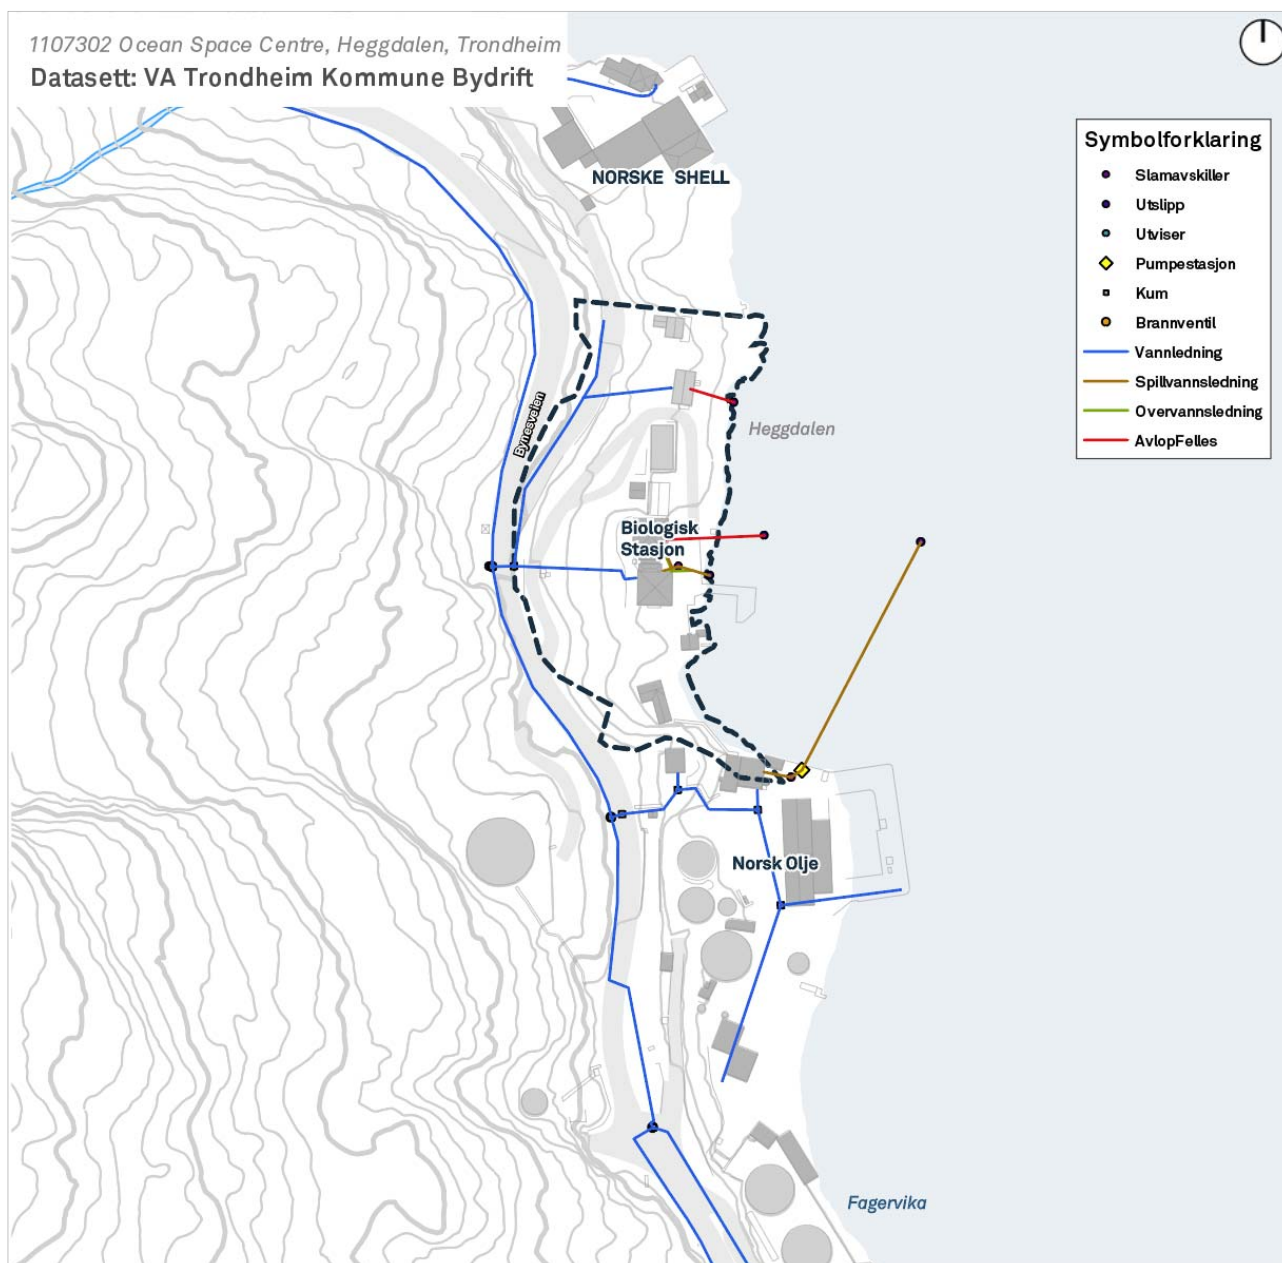 1107302 Ocean Space Centre, Heggdalen, Trondheim
Datasett: VA Trondheim Kommune Bydrift
NORSKE SHELL
Symbolforklaring
Slamavskiller
Utslipp
Utviser
Pumpestasjon
Kum
Brannventil
Vannledning
Spillvannsledning
Overvannsledning
AvlopFelles
Bynesveien
Heggdalen
Biologisk
Stasjon
Norsk Olje
Fagervika